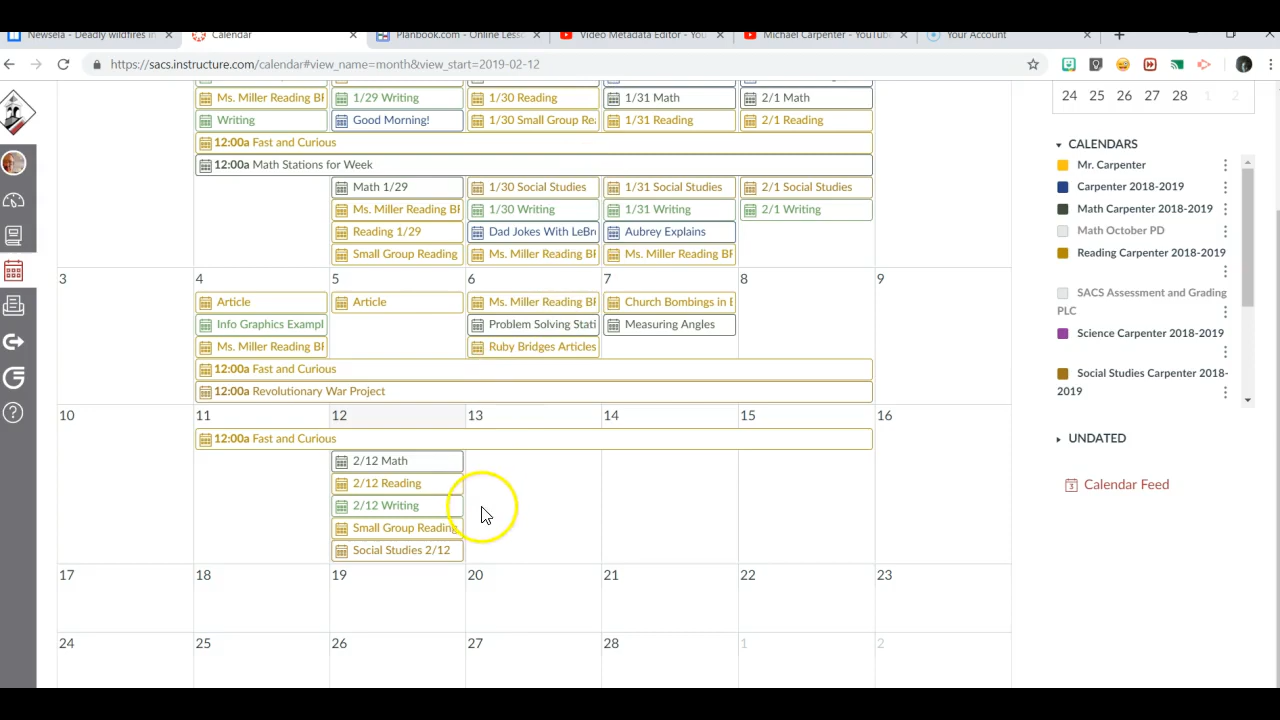 Newsela - Deadly wildfires in
Calendar
Planbook.com - Online Less
Video Metadata Editor - You
Michael Carpenter - YouTube
Your Account
https://sacs.instructure.com/calendar#view_name=month&view_start=2019-02-12
Ms. Miller Reading BF
1/29 Writing
1/30 Reading
1/31 Math
2/1 Math
Writing
Good Morning!
1/30 Small Group Re
1/31 Reading
2/1 Reading
12:00a Fast and Curious
12:00a Math Stations for Week
Math 1/29
1/30 Social Studies
1/31 Social Studies
2/1 Social Studies
Ms. Miller Reading BF
1/30 Writing
1/31 Writing
2/1 Writing
Reading 1/29
Dad Jokes With LeBr
Aubrey Explains
Small Group Reading
Ms. Miller Reading BF
Ms. Miller Reading BF
3 4 5 6 7 8 9
Article
Article
Ms. Miller Reading BF
Church Bombings in B
Info Graphics Exampl
Problem Solving Stati
Measuring Angles
Ms. Miller Reading BF
Ruby Bridges Articles
12:00a Fast and Curious
12:00a Revolutionary War Project
10 11 12 13 14 15 16
12:00a Fast and Curious
2/12 Math
2/12 Reading
2/12 Writing
Small Group Reading
Social Studies 2/12
17 18 19 20 21 22 23
24 25 26 27 28 1 2
24 25 26 27 28 1 2
CALENDARS
Mr. Carpenter
Carpenter 2018-2019
Math Carpenter 2018-2019
Math October PD
Reading Carpenter 2018-2019
SACS Assessment and Grading
PLC
Science Carpenter 2018-2019
Social Studies Carpenter 2018-
2019
UNDATED
3 Calendar Feed